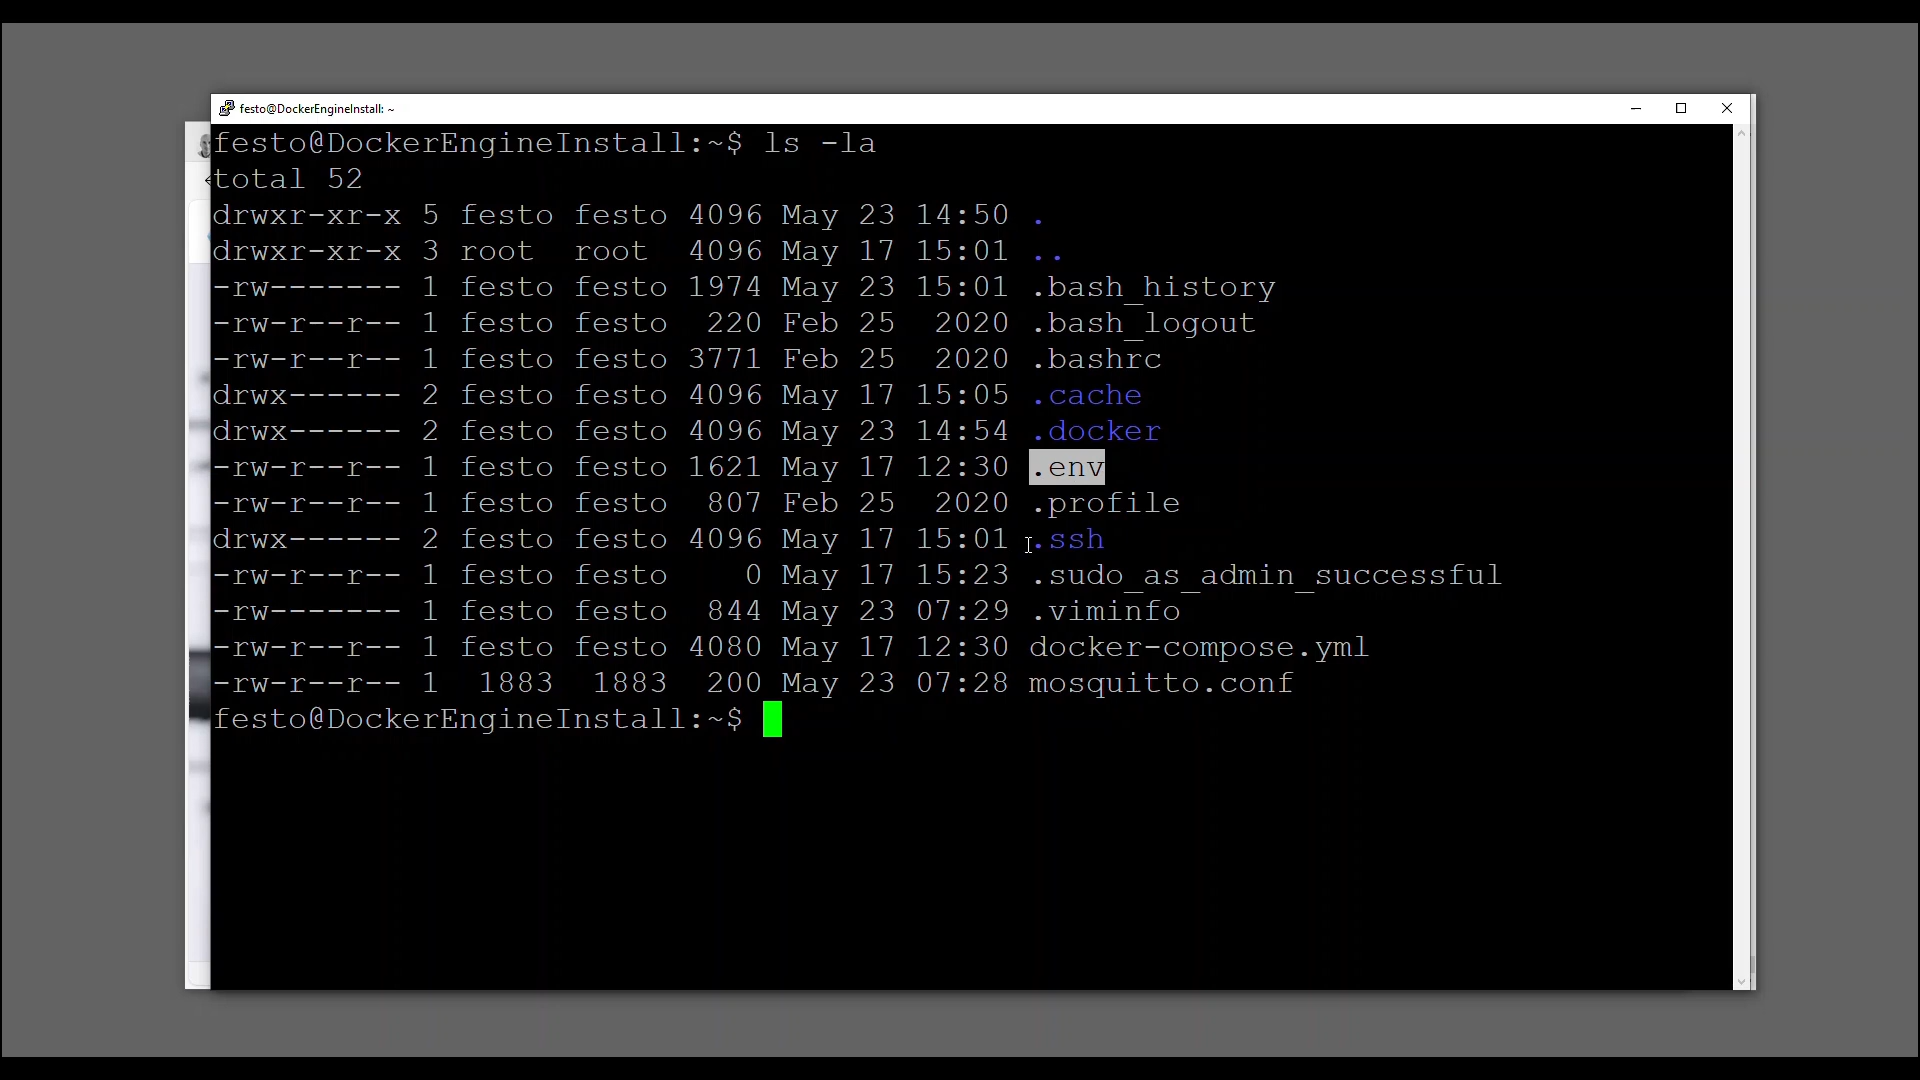 festo@DockerEngineInstall: ~
festo@DockerEngineInstall:~$ ls -la
total 52
drwxr-xr-x 5 festo festo 4096 May 23 14:50 .
drwxr-xr-x 3 root  root  4096 May 17 15:01 ..
-rw------- 1 festo festo 1974 May 23 15:01 .bash_history
-rw-r--r-- 1 festo festo  220 Feb 25  2020 .bash_logout
-rw-r--r-- 1 festo festo 3771 Feb 25  2020 .bashrc
drwx------ 2 festo festo 4096 May 17 15:05 .cache
drwx------ 2 festo festo 4096 May 23 14:54 .docker
-rw-r--r-- 1 festo festo 1621 May 17 12:30 .env
-rw-r--r-- 1 festo festo  807 Feb 25  2020 .profile
drwx------ 2 festo festo 4096 May 17 15:01 .ssh
-rw-r--r-- 1 festo festo    0 May 17 15:23 .sudo_as_admin_successful
-rw------- 1 festo festo  844 May 23 07:29 .viminfo
-rw-r--r-- 1 festo festo 4080 May 17 12:30 docker-compose.yml
-rw-r--r-- 1  1883  1883  200 May 23 07:28 mosquitto.conf
festo@DockerEngineInstall:~$